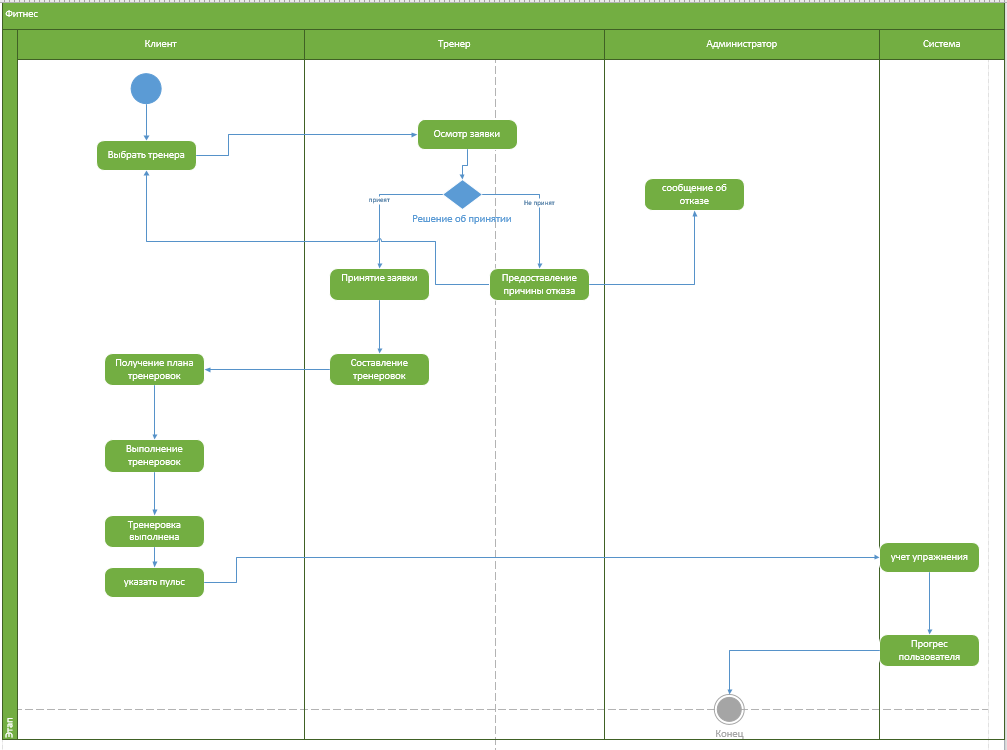 Фитнес
Клиент
Тренер
Администратор
Система
Осмотр заявки
Выбрать тренера
сообщение об
отказе
принят
Не принят
Решение об принятии
Принятие заявки
Предоставление
причины отказа
Получение плана
тренеровок
Составление
тренеровок
Выполнение
тренеровок
Тренеровка
выполнена
учет упражнения
указать пульс
Прогрес
пользователя
Этап
Конец